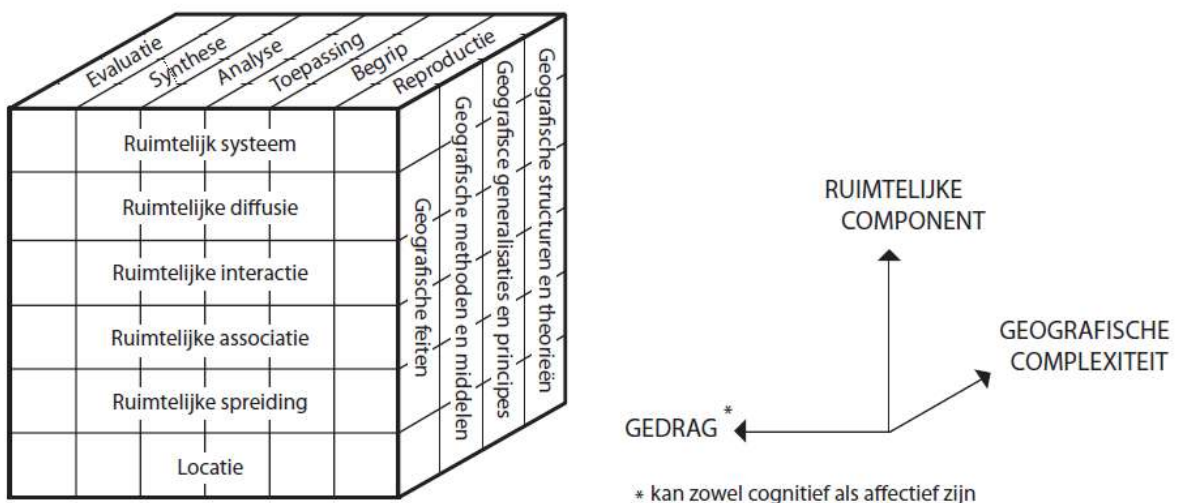 Evaluatie
Synthese
Analyse
Toepassing
Begrip
Reproductie
Ruimtelijk systeem
Ruimtelijke diffusie
Ruimtelijke interactie
Ruimtelijke associatie
Ruimtelijke spreiding
Locatie
Geografische feiten
Geografische methoden en middelen
Geografisce generalisaties en principes
Geografische structuren en theorieën
RUIMTELIJKE
COMPONENT
GEOGRAFISCHE
COMPLEXITEIT
GEDRAG *
* kan zowel cognitief als affectief zijn